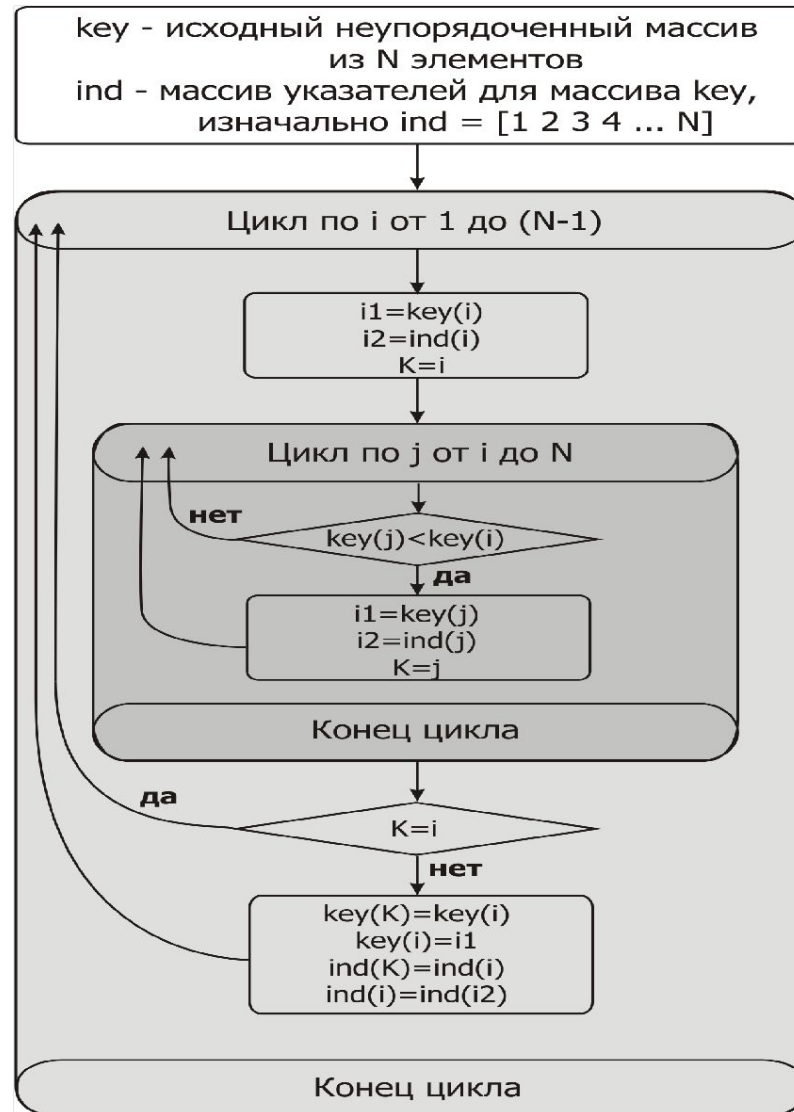 key - исходный неупорядоченный массив
из N элементов
ind - массив указателей для массива key,
изначально ind = [1 2 3 4 ... N]
Цикл по i от 1 до (N-1)
i1=key(i)
i2=ind(i)
K=i
Цикл по j от i до N
нет
key(j)<key(i)
да
i1=key(j)
i2=ind(j)
K=j
Конец цикла
да
K=i
нет
key(K)=key(i)
key(i)=i1
ind(K)=ind(i)
ind(i)=ind(i2)
Конец цикла